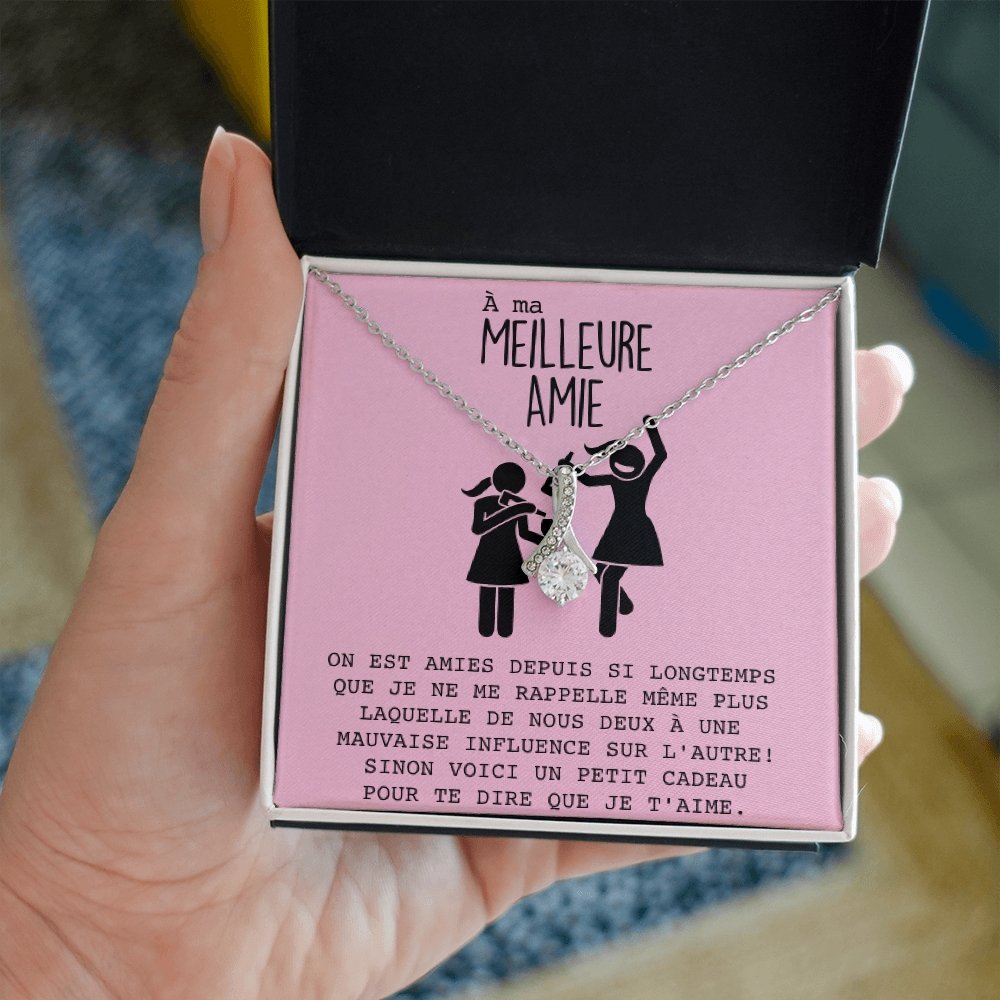 À ma
MEILLEURE
AMIE
ON EST AMIES DEPUIS SI LONGTEMPS
QUE JE NE ME RAPPELLE MÊME PLUS
LAQUELLE DE NOUS DEUX À UNE
MAUVAISE INFLUENCE SUR L'AUTRE!
SINON VOICI UN PETIT CADEAU
POUR TE DIRE QUE JE T'AIME.